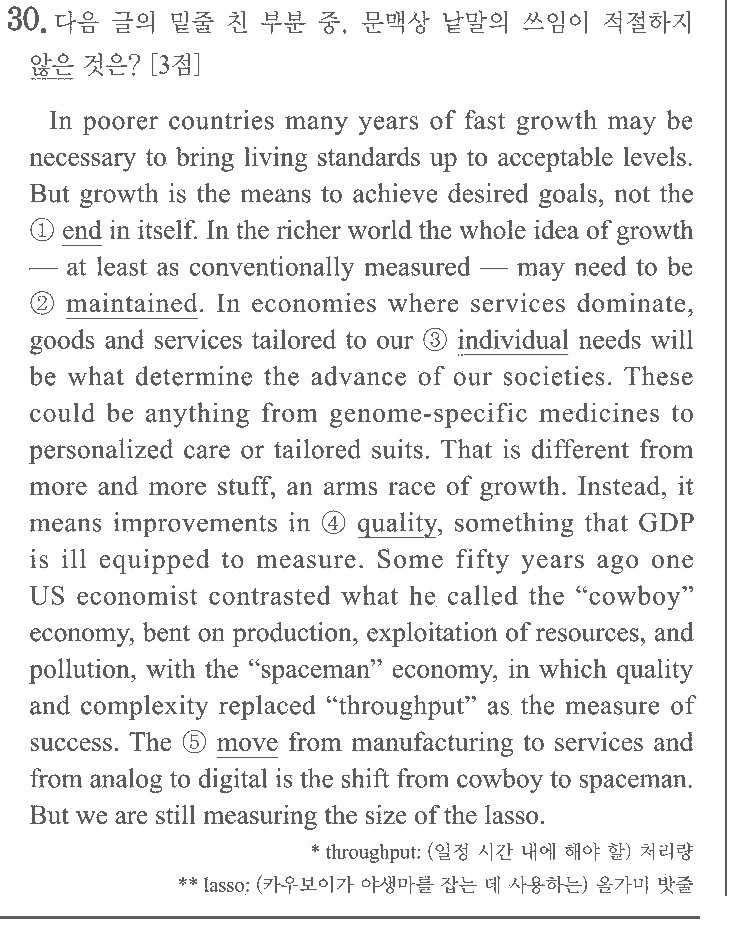 30. 다음 글의 밑줄 친 부분 중, 문맥상 낱말의 쓰임이 적절하지
않은 것은? [3점]
In poorer countries many years of fast growth may be
necessary to bring living standards up to acceptable levels.
But growth is the means to achieve desired goals, not the
① end in itself. In the richer world the whole idea of growth
— at least as conventionally measured — may need to be
② maintained. In economies where services dominate,
goods and services tailored to our ③ individual needs will
be what determine the advance of our societies. These
could be anything from genome-specific medicines to
personalized care or tailored suits. That is different from
more and more stuff, an arms race of growth. Instead, it
means improvements in ④ quality, something that GDP
is ill equipped to measure. Some fifty years ago one
US economist contrasted what he called the “cowboy”
economy, bent on production, exploitation of resources, and
pollution, with the “spaceman” economy, in which quality
and complexity replaced “throughput” as the measure of
success. The ⑤ move from manufacturing to services and
from analog to digital is the shift from cowboy to spaceman.
But we are still measuring the size of the lasso.
* throughput: (일정 시간 내에 해야 할) 처리량
** lasso: (카우보이가 야생마를 잡는 데 사용하는) 올가미 밧줄